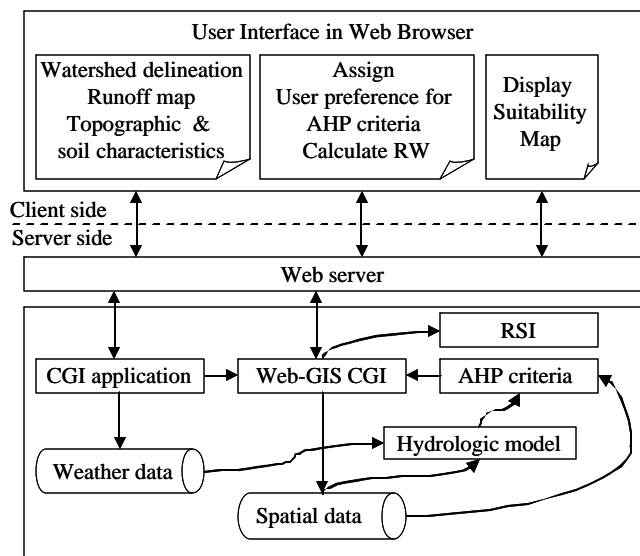 User Interface in Web Browser
Watershed delineation
Runoff map
Topographic &
soil characteristics
Assign
User preference for
AHP criteria
Calculate RW
Display
Suitability
Map
Client side
Server side
Web server
RSI
CGI application
Web-GIS CGI
AHP criteria
Hydrologic model
Weather data
Spatial data